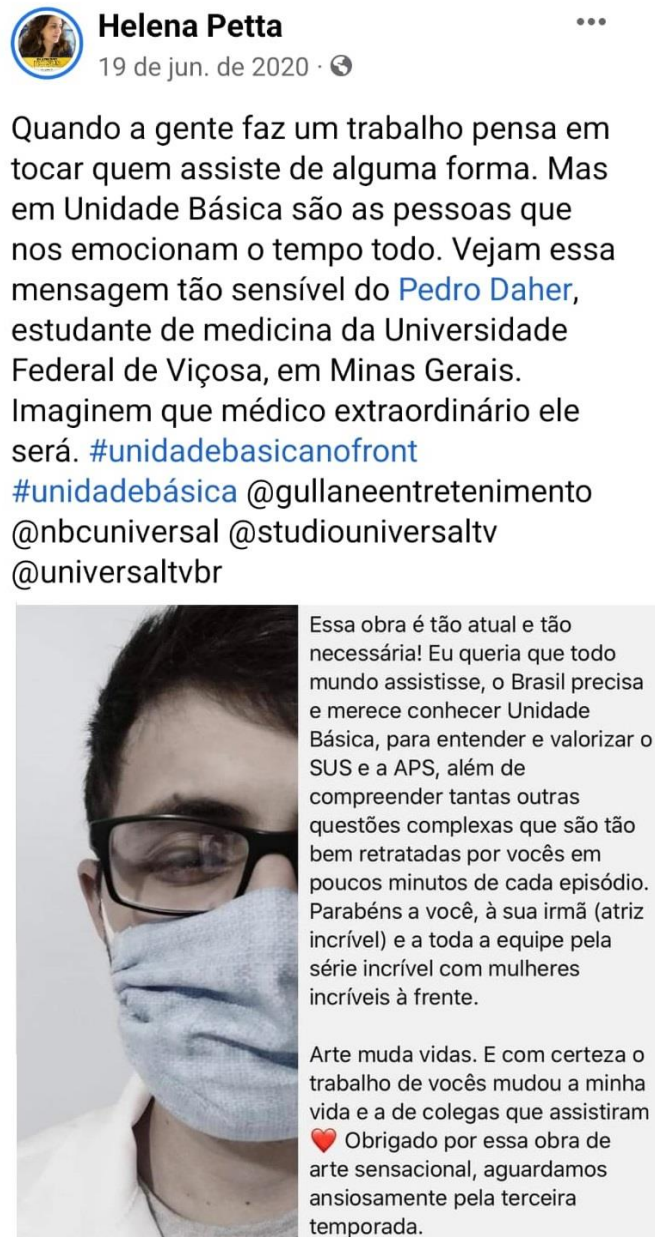 Helena Petta
19 de jun. de 2020 ·
Quando a gente faz um trabalho pensa em
tocar quem assiste de alguma forma. Mas
em Unidade Básica são as pessoas que
nos emocionam o tempo todo. Vejam essa
mensagem tão sensível do Pedro Daher,
estudante de medicina da Universidade
Federal de Viçosa, em Minas Gerais.
Imaginem que médico extraordinário ele
será. #unidadebasicanofront
#unidadebásica @gullaneentretenimento
@nbcuniversal @studiouniversaltv
@universaltvbr
Essa obra é tão atual e tão
necessária! Eu queria que todo
mundo assistisse, o Brasil precisa
e merece conhecer Unidade
Básica, para entender e valorizar o
SUS e a APS, além de
compreender tantas outras
questões complexas que são tão
bem retratadas por vocês em
poucos minutos de cada episódio.
Parabéns a você, à sua irmã (atriz
incrível) e a toda a equipe pela
série incrível com mulheres
incríveis à frente.
Arte muda vidas. E com certeza o
trabalho de vocês mudou a minha
vida e a de colegas que assistiram
❤️ Obrigado por essa obra de
arte sensacional, aguardamos
ansiosamente pela terceira
temporada.